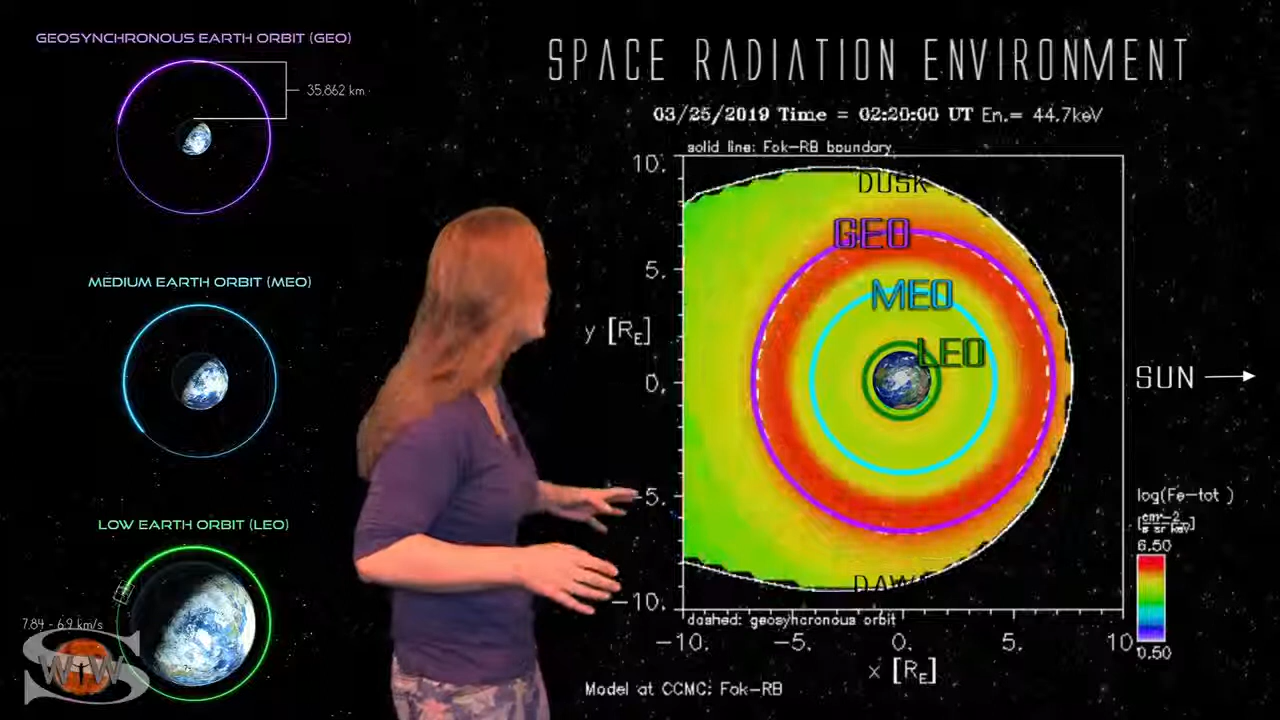 GEOSYNCHRONOUS EARTH ORBIT (GEO)
35,862 km
MEDIUM EARTH ORBIT (MEO)
LOW EARTH ORBIT (LEO)
7.84 - 6.9 km/s
S
WTW
SPACE RADIATION ENVIRONMENT
03/25/2019 Time = 02:20:00 UT En.= 44.7keV
solid line: Fok-RB boundary
10.
5.
y [RE]
0.
-5.
-10.
DUSK
GEO
MEO
LEO
DAW
dashed: geosyhcronous orbit
-10. -5. 0. 5. 10.
x [RE]
Model at CCMC: Fok-RB
SUN
log(Fe-tot )
6.50
0.50